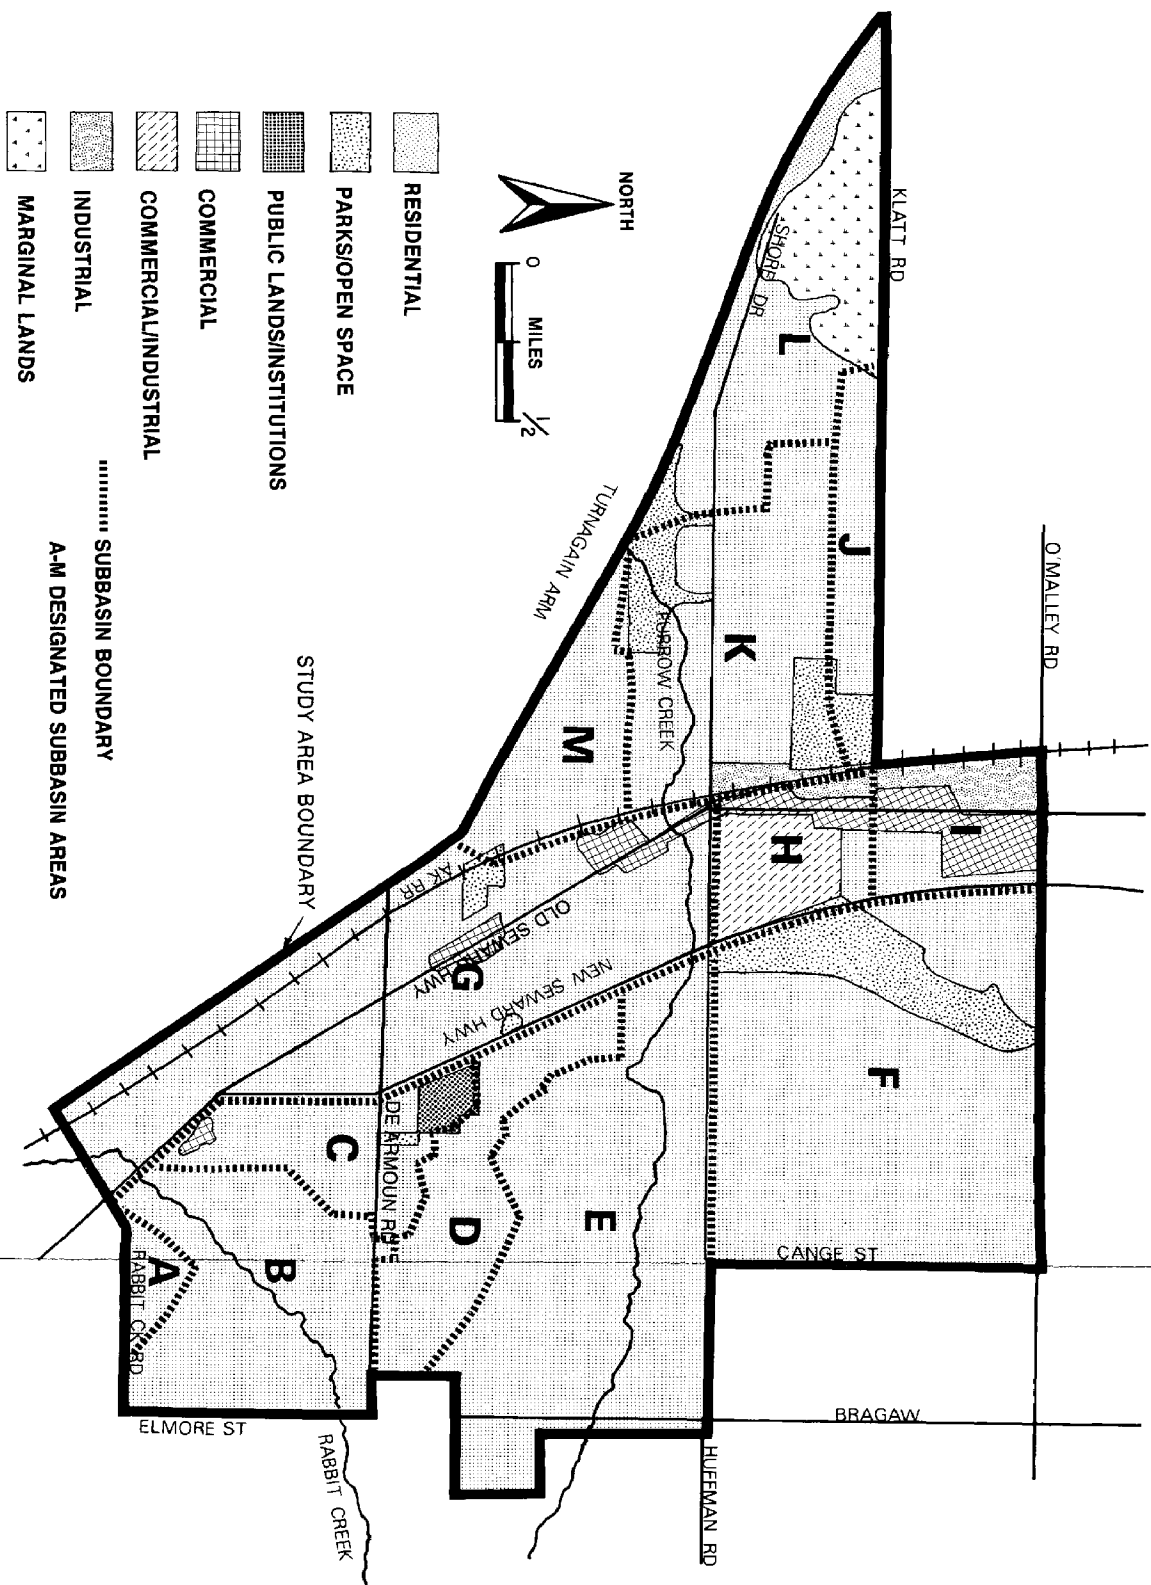 KLATT RD
O'MALLEY RD
SHORE DR
L
J
K
I
H
F
FURROW CREEK
TURNAGAIN ARM
M
STUDY AREA BOUNDARY
AK RR
OLD SEWARD HWY
G
NEW SEWARD HWY
DE ARMOUN RD
C
D
E
CANGE ST
B
A
RABBIT CK RD
ELMORE ST
RABBIT CREEK
BRAGAW
HUFFMAN RD
NORTH
0 MILES 1/2
RESIDENTIAL
PARKS/OPEN SPACE
PUBLIC LANDS/INSTITUTIONS
COMMERCIAL
COMMERCIAL/INDUSTRIAL
INDUSTRIAL
MARGINAL LANDS
SUBBASIN BOUNDARY
A-M DESIGNATED SUBBASIN AREAS